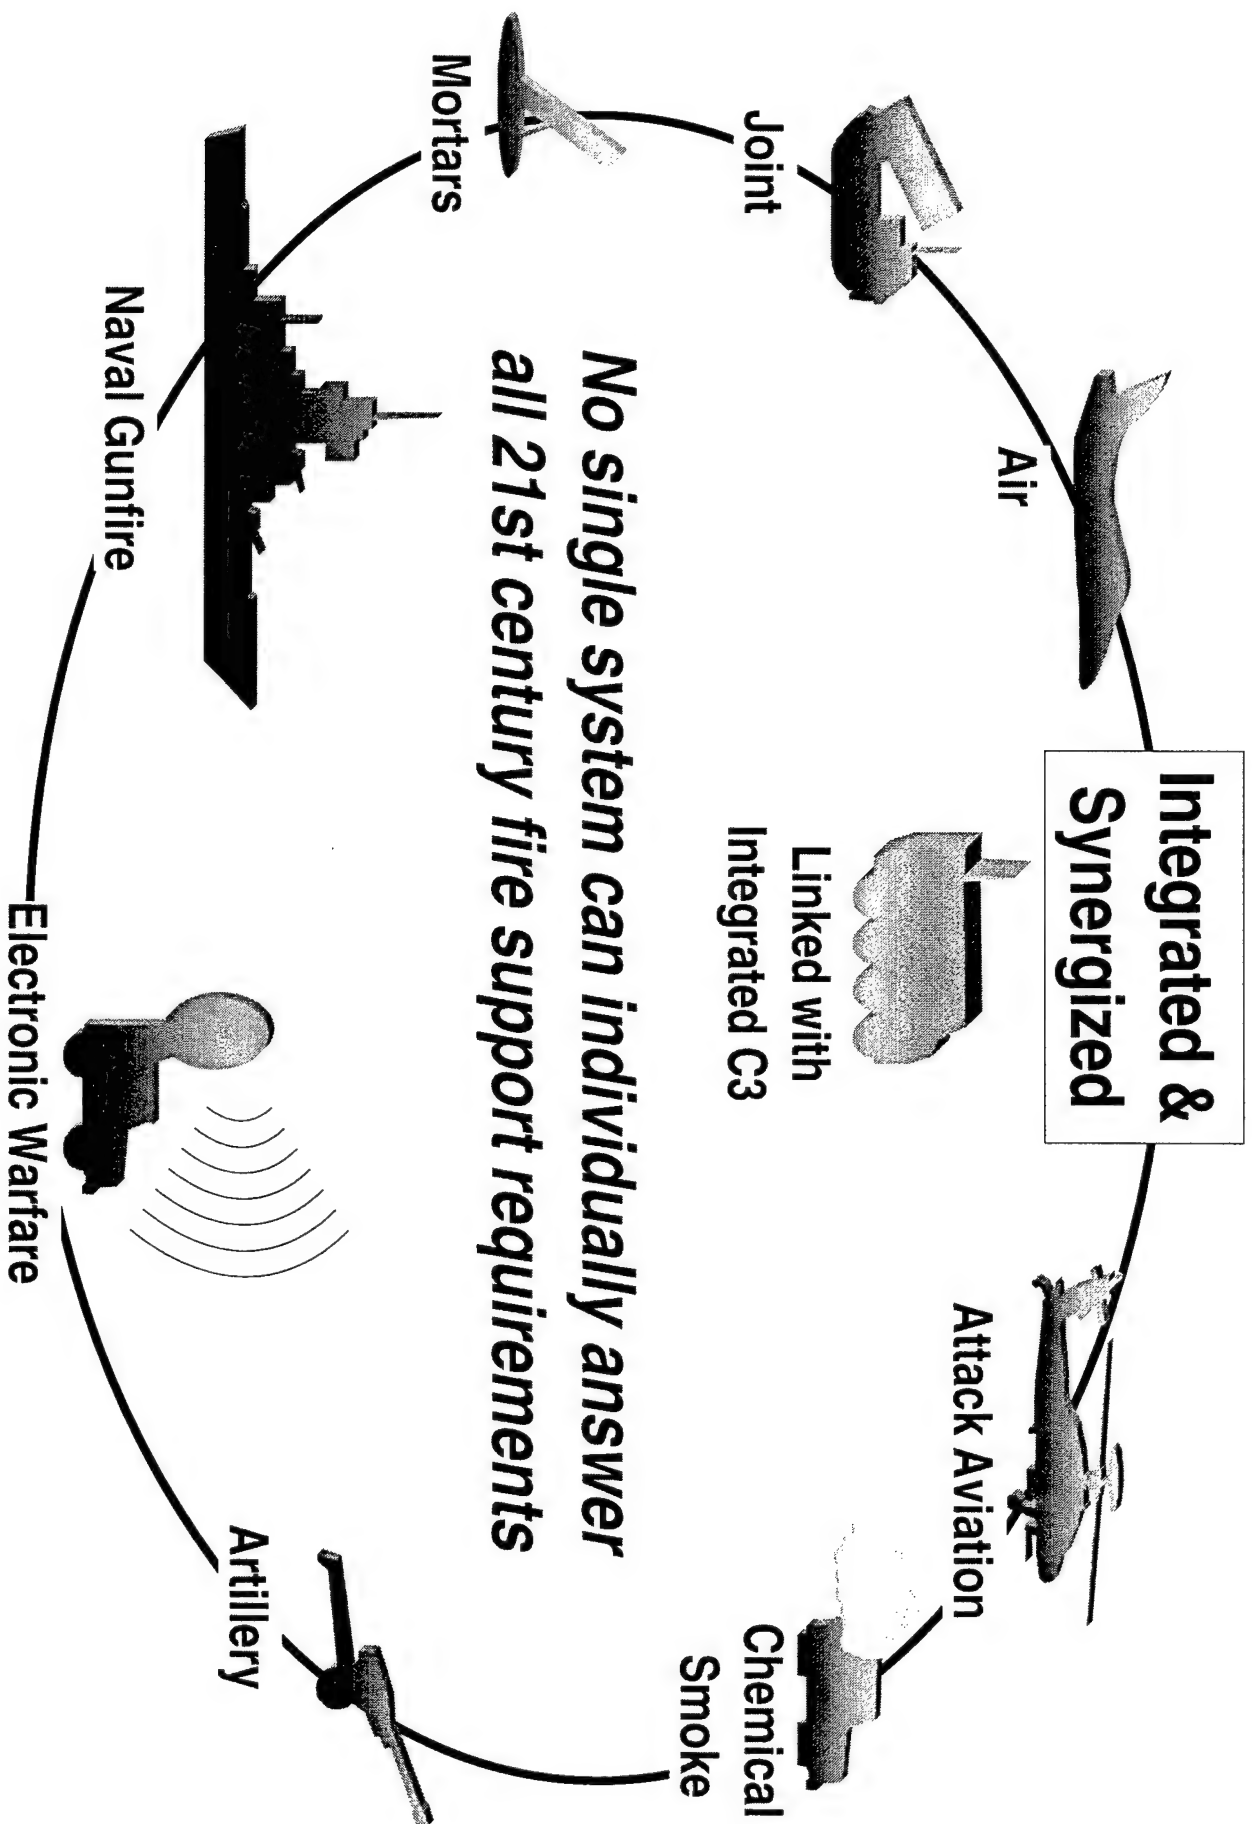 Integrated &
Synergized
Linked with
Integrated C3
Air
Attack Aviation
Joint
Chemical
Smoke
No single system can individually answer
all 21st century fire support requirements
Mortars
Artillery
Naval Gunfire
Electronic Warfare